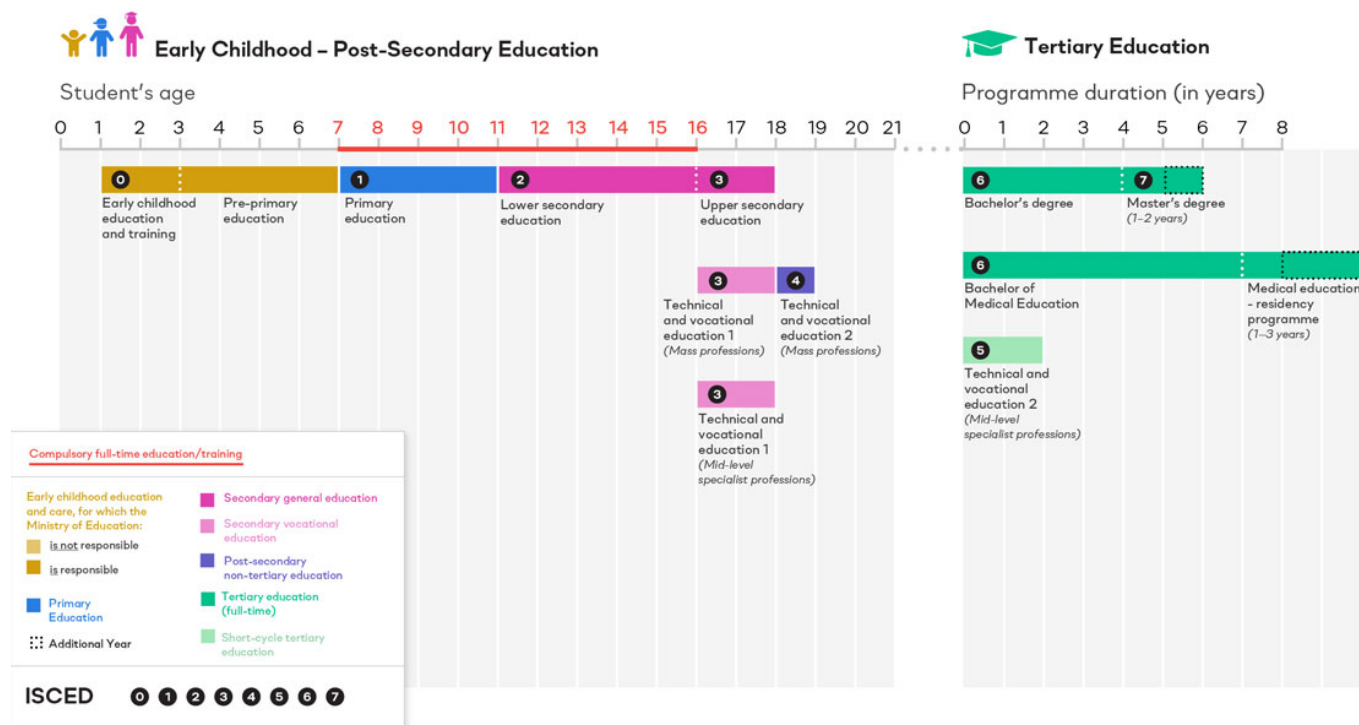 Early Childhood – Post-Secondary Education
Student's age
0 1 2 3 4 5 6 7 8 9 10 11 12 13 14 15 16 17 18 19 20 21
0
Early childhood
education
and training
Pre-primary
education
1
Primary
education
2
Lower secondary
education
3
Upper secondary
education
3
Technical
and vocational
education 1
(Mass professions)
4
Technical
and vocational
education 2
(Mass professions)
3
Technical and
vocational
education 1
(Mid-level
specialist professions)
Tertiary Education
Programme duration (in years)
0 1 2 3 4 5 6 7 8
6
Bachelor's degree
7
Master's degree
(1–2 years)
6
Bachelor of
Medical Education
Medical education
- residency
programme
(1–3 years)
5
Technical and
vocational
education 2
(Mid-level
specialist professions)
Compulsory full-time education/training
Early childhood education
and care, for which the
Ministry of Education:
is not responsible
is responsible
Primary
Education
Additional Year
Secondary general education
Secondary vocational
education
Post-secondary
non-tertiary education
Tertiary education
(full-time)
Short-cycle tertiary
education
ISCED 0 1 2 3 4 5 6 7